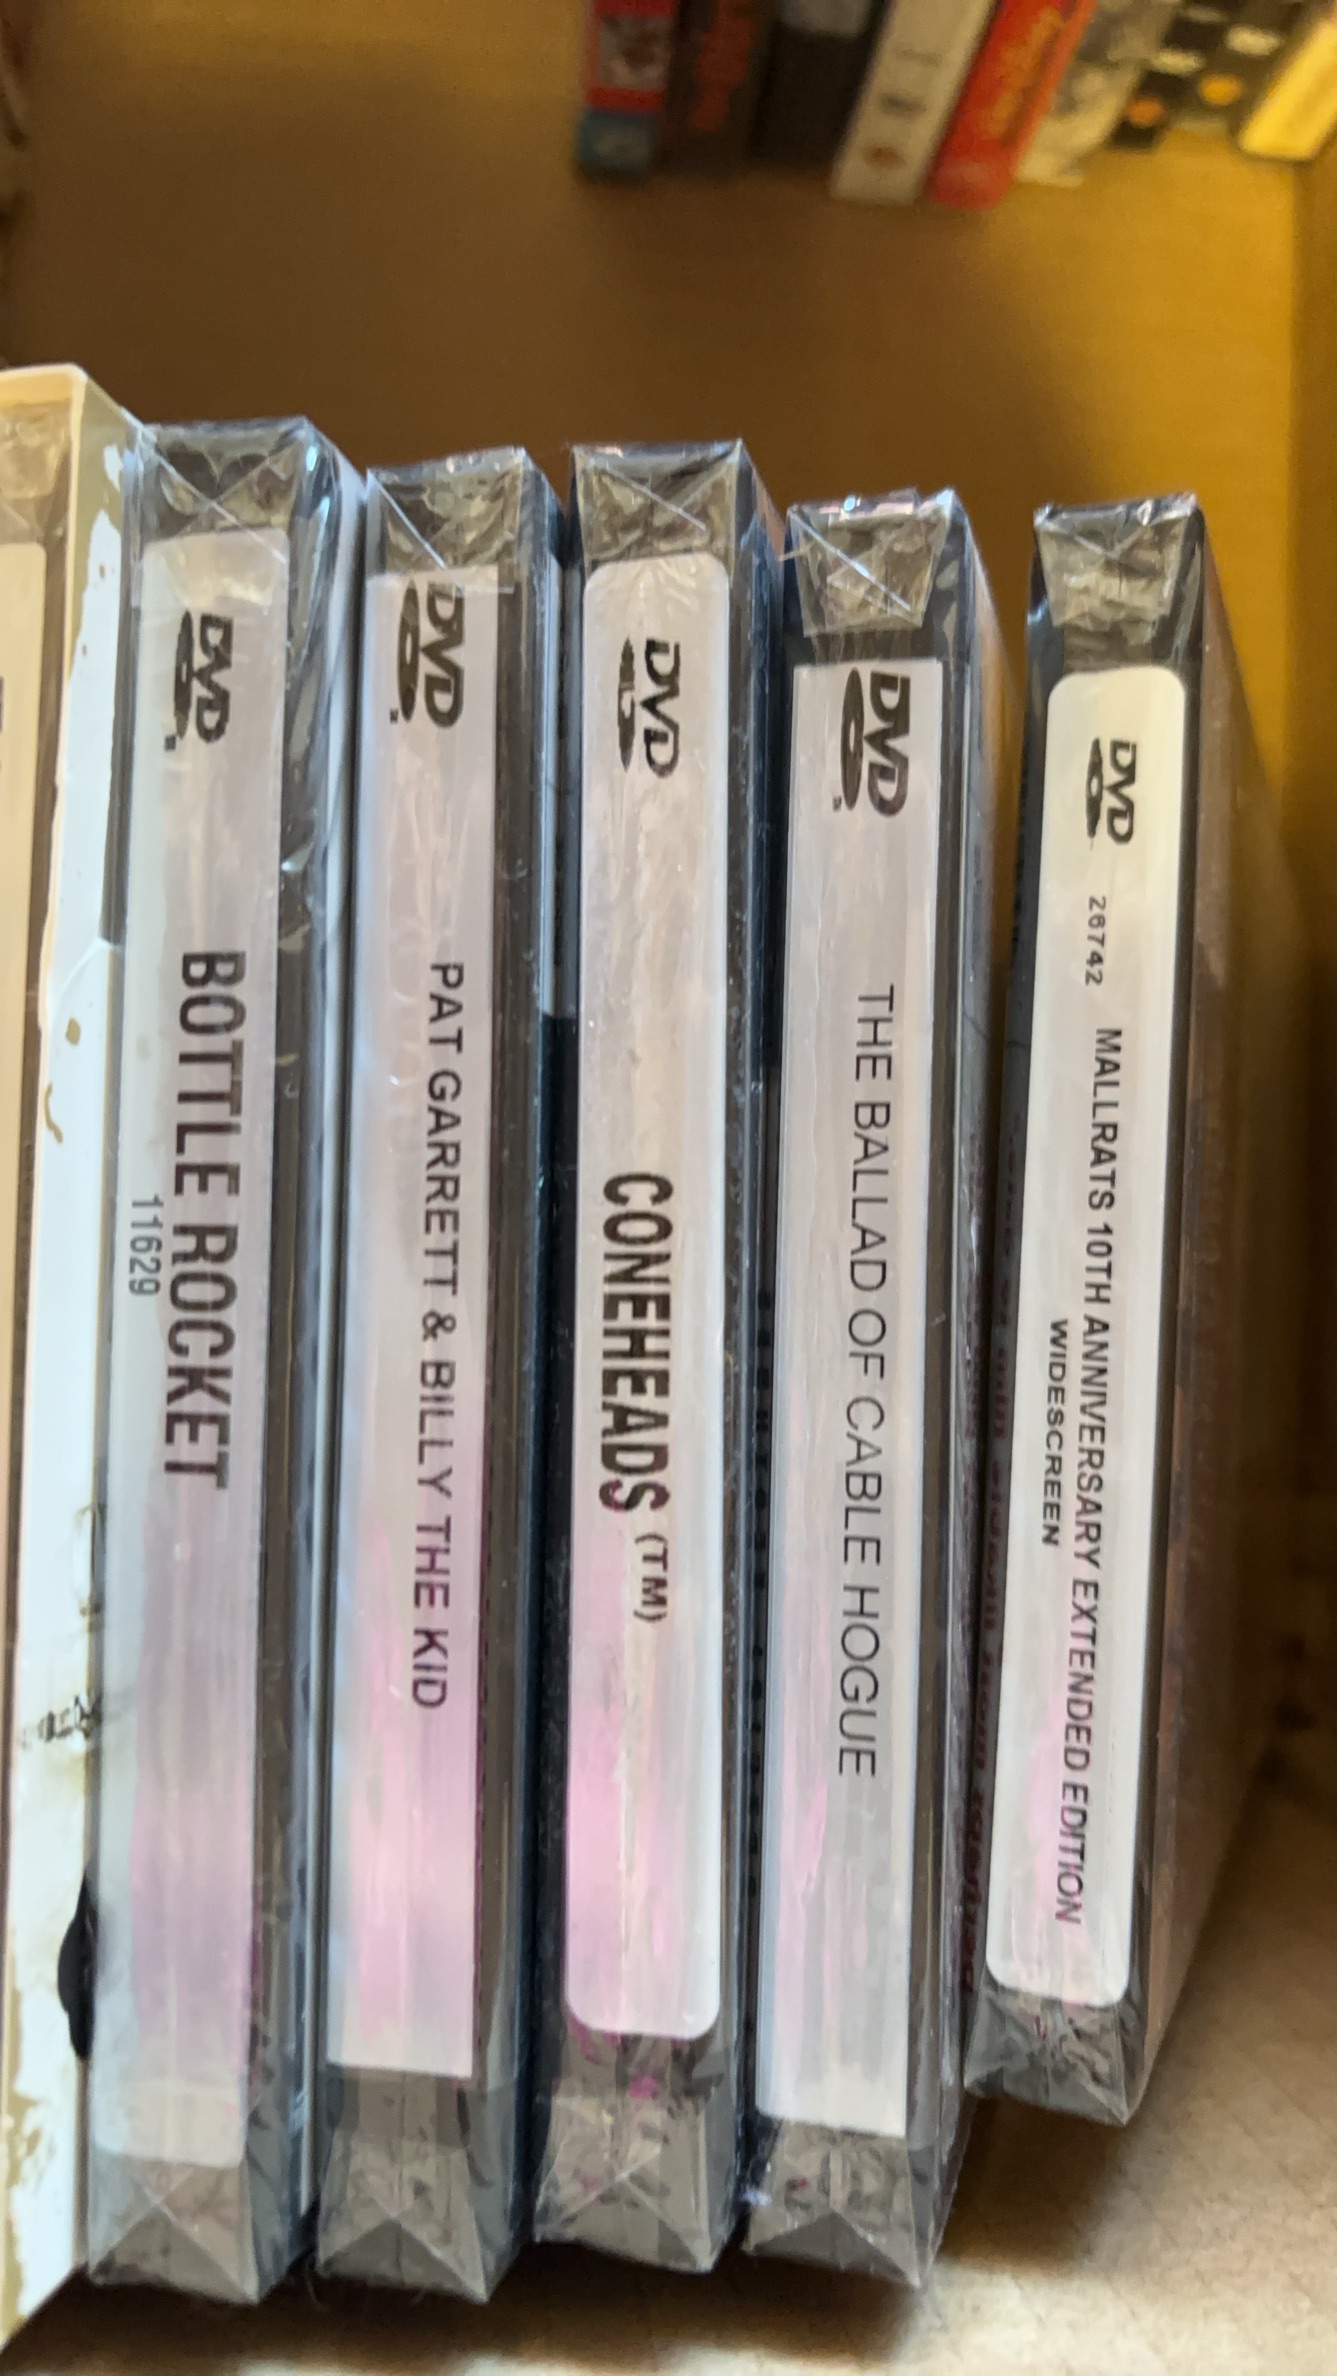 DVD
BOTTLE ROCKET
11629
DVD
PAT GARRETT & BILLY THE KID
DVD
CONEHEADS (TM)
DVD
THE BALLAD OF CABLE HOGUE
DVD
26742 MALLRATS 10TH ANNIVERSARY EXTENDED EDITION
WIDESCREEN